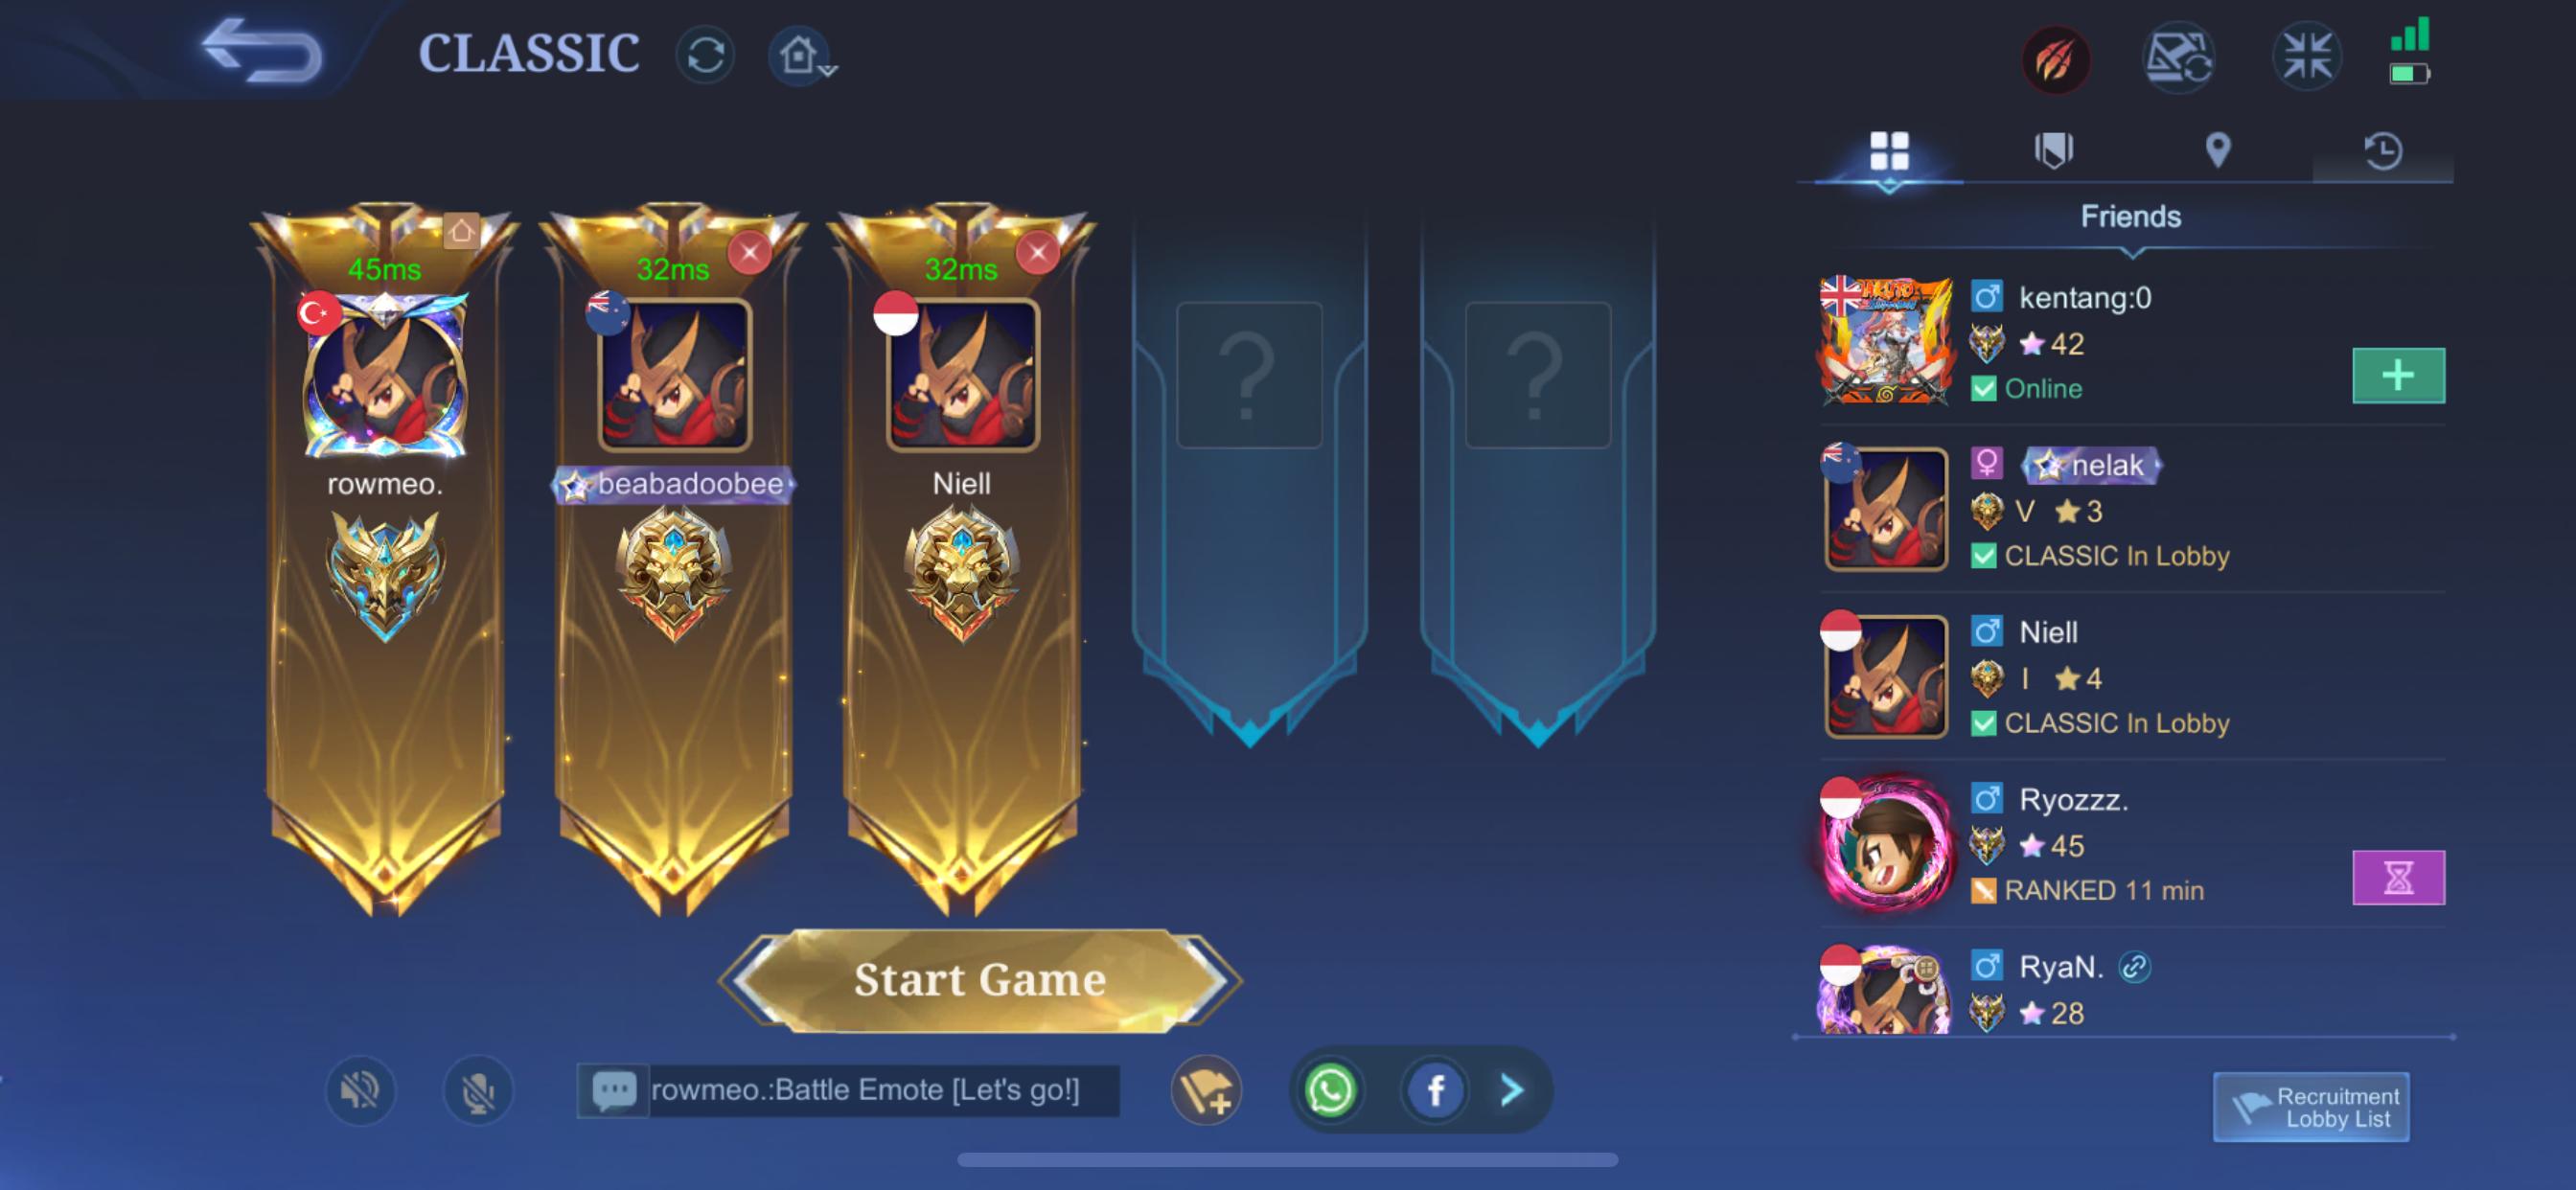 CLASSIC
45ms
32ms
32ms
rowmeo.
beabadoobee
Niell
?
?
Start Game
rowmeo.:Battle Emote [Let's go!]
Friends
kentang:0
42
Online
nelak
V 3
CLASSIC In Lobby
Niell
I 4
CLASSIC In Lobby
Ryozzz.
45
RANKED 11 min
RyaN.
28
Recruitment
Lobby List